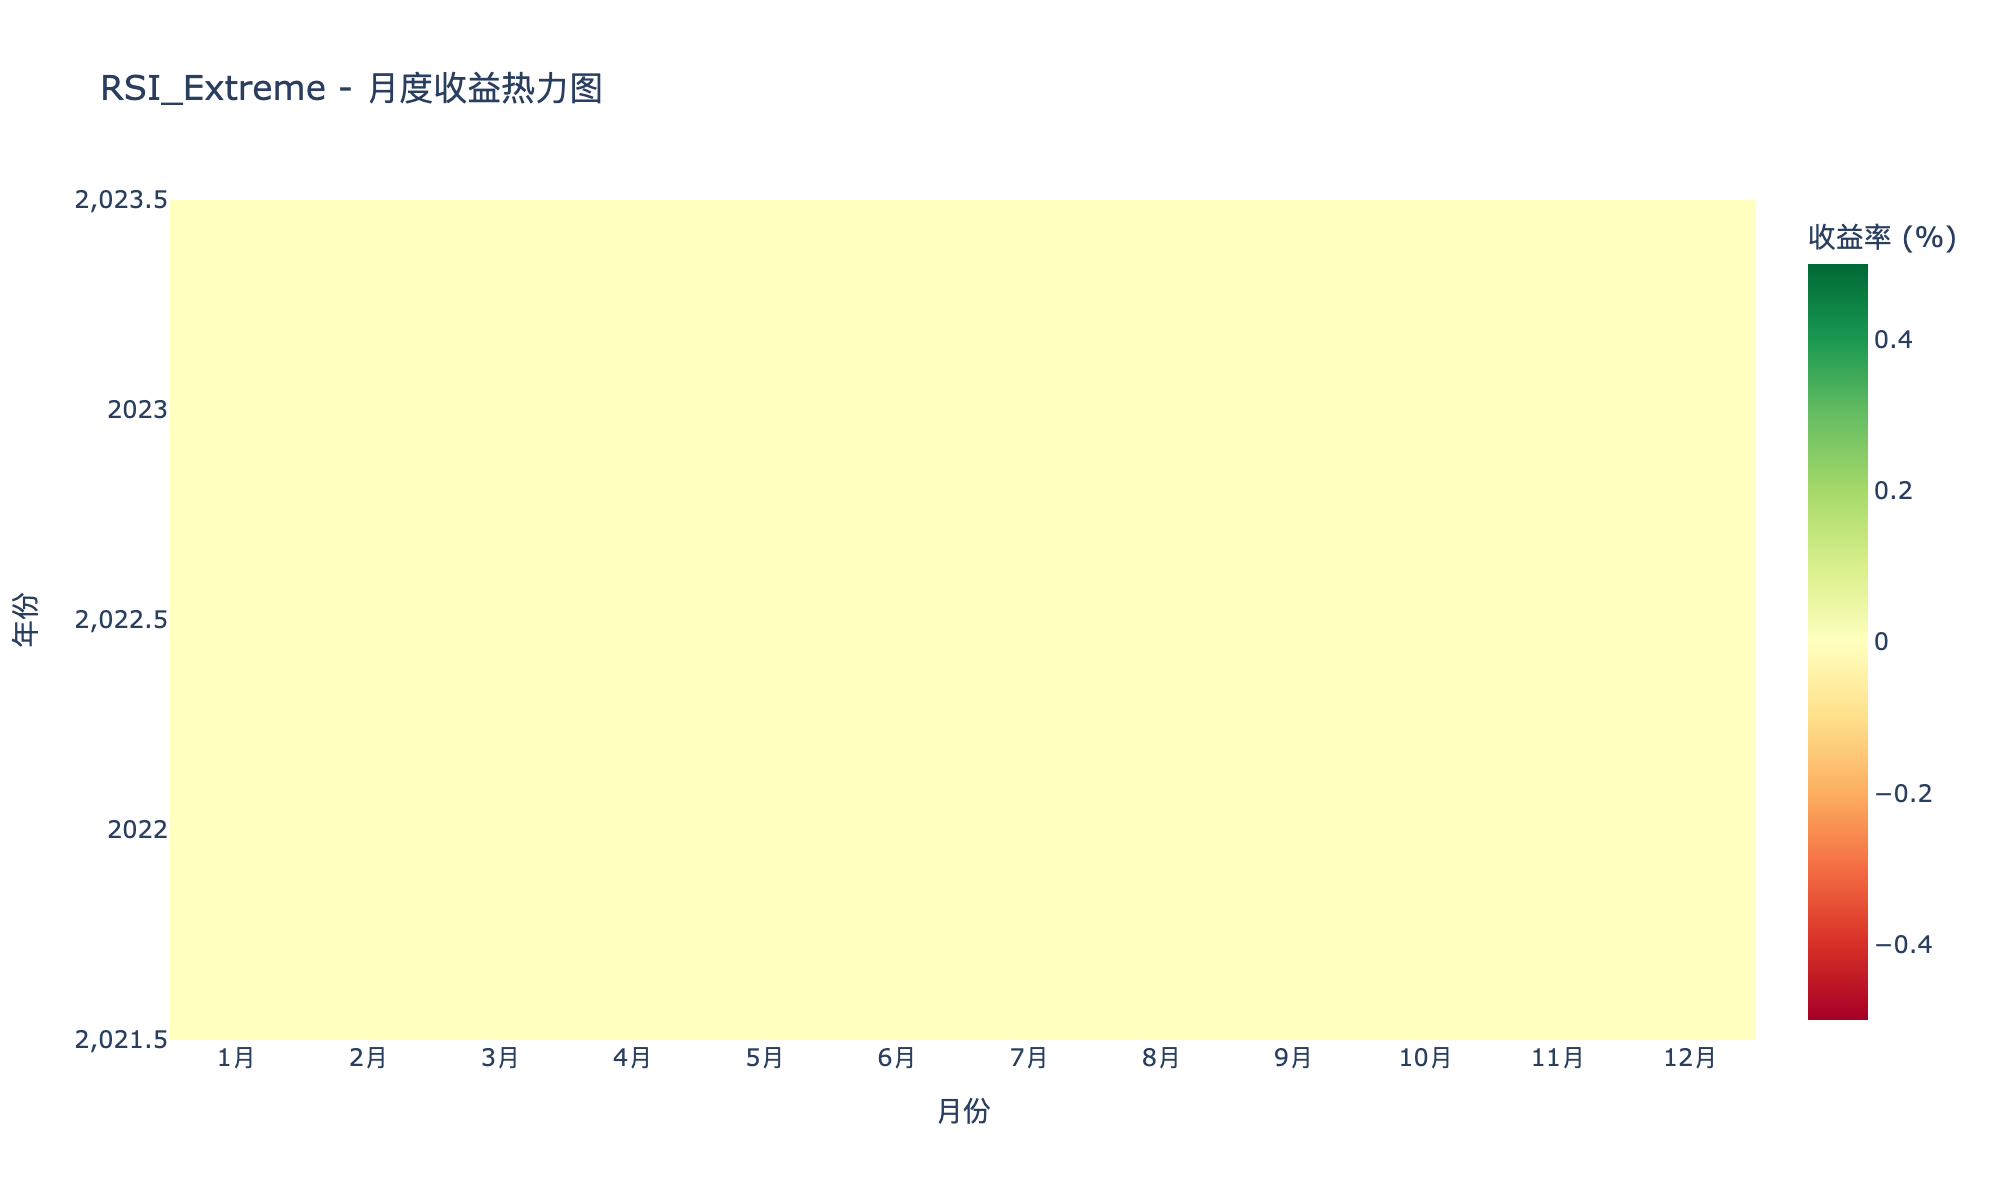 RSI_Extreme - 月度收益热力图
收益率 (%)
0.4
0.2
0
−0.2
−0.4
年份
2,023.5
2023
2,022.5
2022
2,021.5
1月
2月
3月
4月
5月
6月
7月
8月
9月
10月
11月
12月
月份